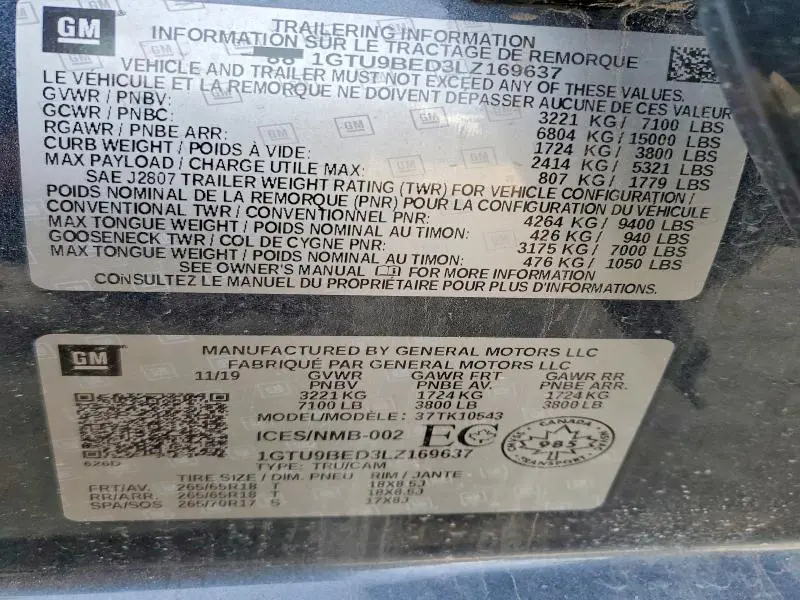 GM
TRAILERING INFORMATION
INFORMATION SUR LE TRACTAGE DE REMORQUE
1GTU9BED3LZ169637
VEHICLE AND TRAILER MUST NOT EXCEED ANY OF THESE VALUES
LE VÉHICULE ET LA REMORQUE NE DOIVENT DÉPASSER AUCUNE DE CES VALEUR
GVWR / PNBV: 3221 KG / 7100 LBS
GCWR / PNBC: 6804 KG / 15000 LBS
RGAWR / PNBE ARR: 1724 KG / 3800 LBS
CURB WEIGHT / POIDS À VIDE: 2414 KG / 5321 LBS
MAX PAYLOAD / CHARGE UTILE MAX: 807 KG / 1779 LBS
SAE J2807 TRAILER WEIGHT RATING (TWR) FOR VEHICLE CONFIGURATION /
POIDS NOMINAL DE LA REMORQUE (PNR) POUR LA CONFIGURATION DU VÉHICULE
CONVENTIONAL TWR / CONVENTIONNEL PNR: 4264 KG / 9400 LBS
MAX TONGUE WEIGHT / POIDS NOMINAL AU TIMON: 426 KG / 940 LBS
GOOSENECK TWR / COL DE CYGNE PNR: 3175 KG / 7000 LBS
MAX TONGUE WEIGHT / POIDS NOMINAL AU TIMON: 476 KG / 1050 LBS
SEE OWNER'S MANUAL FOR MORE INFORMATION
CONSULTEZ LE MANUEL DU PROPRIÉTAIRE POUR PLUS D'INFORMATIONS.
GM
MANUFACTURED BY GENERAL MOTORS LLC
FABRIQUÉ PAR GENERAL MOTORS LLC
11/19 GVWR GAWR FRT GAWR RR
PNBV PNBE AV. PNBE ARR.
3221 KG 1724 KG 1724 KG
7100 LB 3800 LB 3800 LB
MODEL/MODÈLE: 37TK10543
ICES/NMB-002 EC
CANADA
985
TRANSPORT
626D
1GTU9BED3LZ169637
TYPE: TRU/CAM
TIRE SIZE / DIM. PNEU RIM / JANTE
FRT/AV. 265/65R18 T 18X8.5J
RR/ARR. 265/65R18 T 18X8.5J
SPA/SOS 265/70R17 S 17X8J